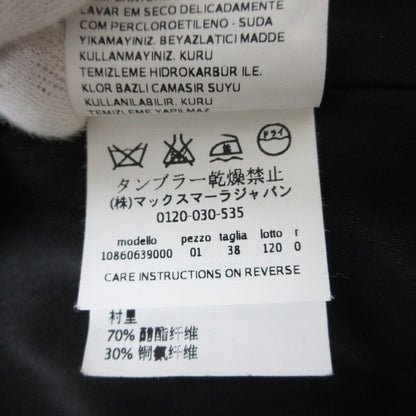 LAVAR EM SECO DELICADAMENTE
COM PERCLOROETILENO - SUDA
YIKAMAYINIZ. BEYAZLATICI MADDE
KULLANMAYINIZ. KURU
TEMIZLEME HIDROKARBÜR ILE.
KLOR BAZLI CAMASIR SUYU
KULLANILABILIR. KURU
TEMIZLEME YAPILMAZ
ドライ
タンブラー乾燥禁止
(株)マックスマーラジャパン
0120-030-535
modello pezzo taglia lotto r
10860639000 01 38 120 0
CARE INSTRUCTIONS ON REVERSE
衬里
70% 醋酯纤维
30% 铜氨纤维